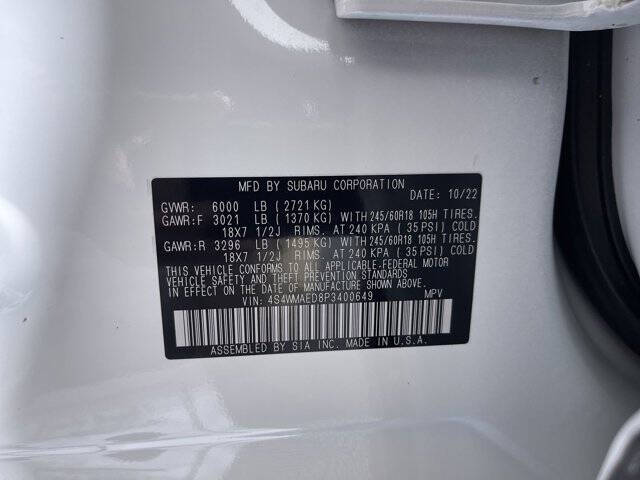 MFD BY SUBARU CORPORATION
DATE: 10/22
GVWR: 6000 LB (2721 KG)
GAWR:F 3021 LB (1370 KG) WITH 245/60R18 105H TIRES.
18X7 1/2J RIMS. AT 240 KPA (35 PSI) COLD
GAWR:R 3296 LB (1495 KG) WITH 245/60R18 105H TIRES.
18X7 1/2J RIMS. AT 240 KPA (35 PSI) COLD
THIS VEHICLE CONFORMS TO ALL APPLICABLE.FEDERAL MOTOR
VEHICLE SAFETY AND THEFT PREVENTION STANDARDS
IN EFFECT ON THE DATE OF MANUFACTURE SHOWN ABOVE.
VIN: 4S4WMAED8P3400649 MPV
ASSEMBLED BY SIA INC. MADE IN U.S.A.